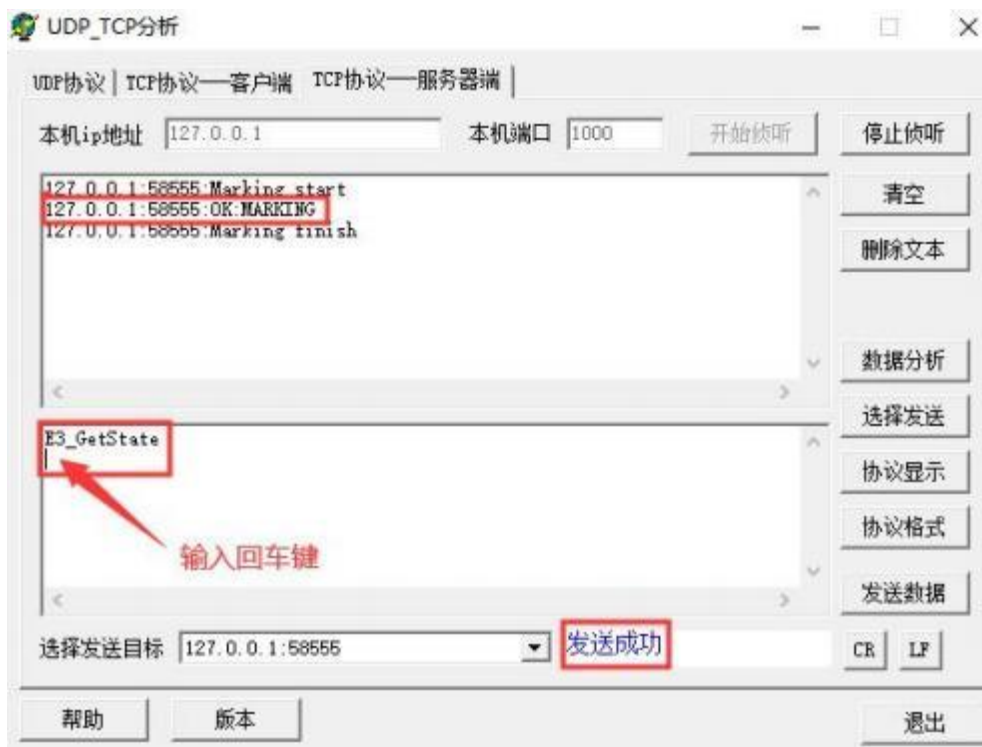 UDP_TCP分析
UDP协议 TCP协议——客户端 TCP协议——服务器端
本机ip地址 127.0.0.1 本机端口 1000 开始侦听 停止侦听
127.0.0.1:58555:Marking start
127.0.0.1:58555:OK:MARKING
127.0.0.1:58555:Marking finish
清空
删除文本
数据分析
选择发送
E3_GetState
协议显示
协议格式
输入回车键
发送数据
选择发送目标 127.0.0.1:58555 发送成功 CR LF
帮助 版本 退出